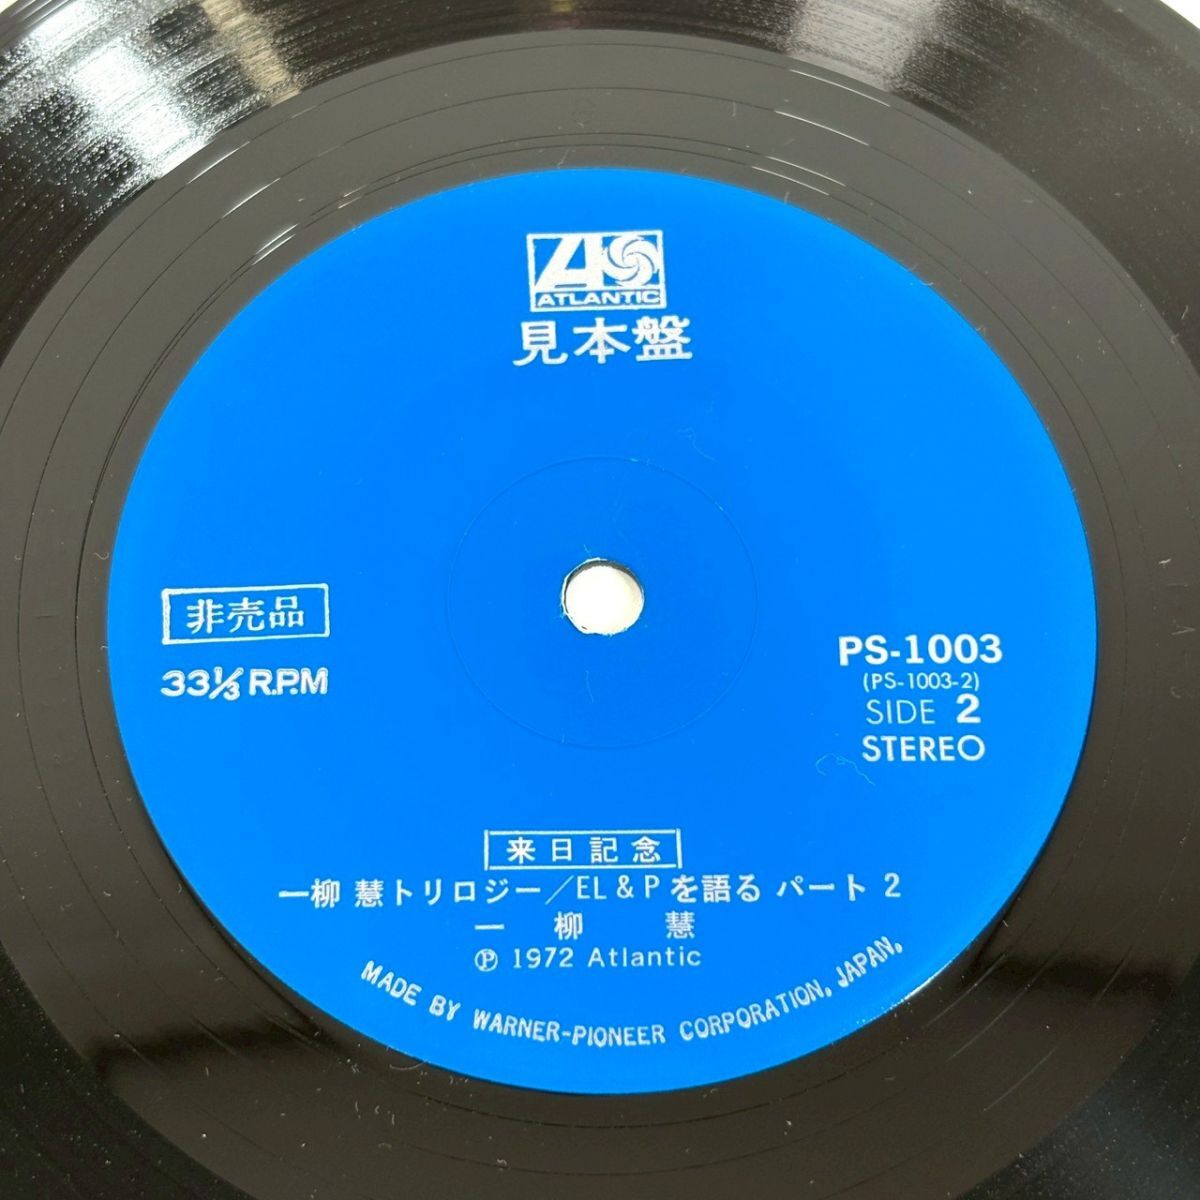 ATLANTIC
見本盤
非売品
33⅓ R.P.M
PS-1003
(PS-1003-2)
SIDE 2
STEREO
来日記念
一柳 慧トリロジー/EL & P を語る パート 2
一 柳 慧
Ⓟ 1972 Atlantic
MADE BY WARNER-PIONEER CORPORATION, JAPAN,